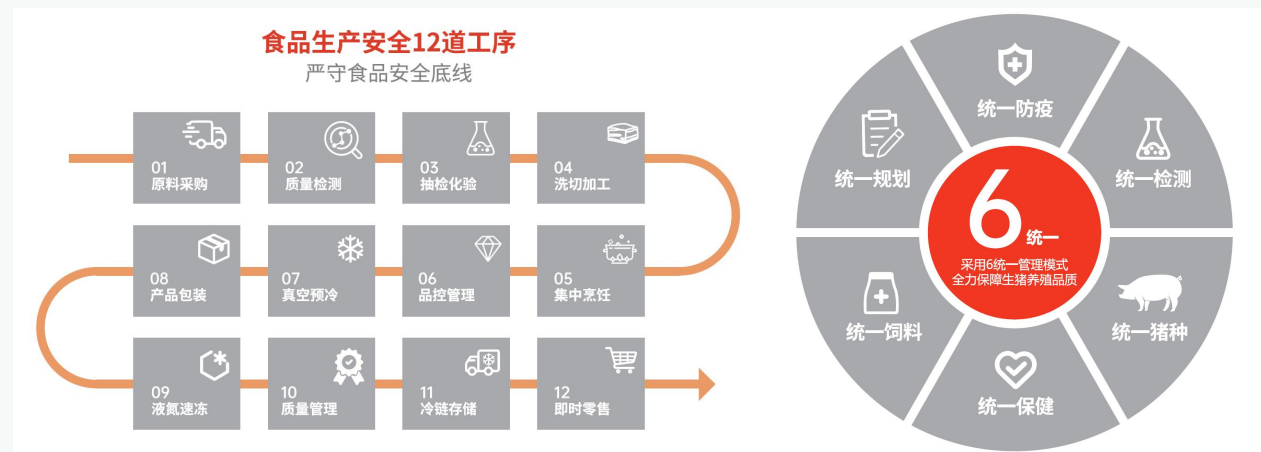 食品生产安全12道工序
严守食品安全底线
01
原料采购
02
质量检测
03
抽检化验
04
洗切加工
05
集中烹饪
06
品控管理
07
真空预冷
08
产品包装
09
液氮速冻
10
质量管理
11
冷链存储
12
即时零售
6统一
采用6统一管理模式
全力保障生猪养殖品质
统一防疫
统一检测
统一猪种
统一保健
统一饲料
统一规划